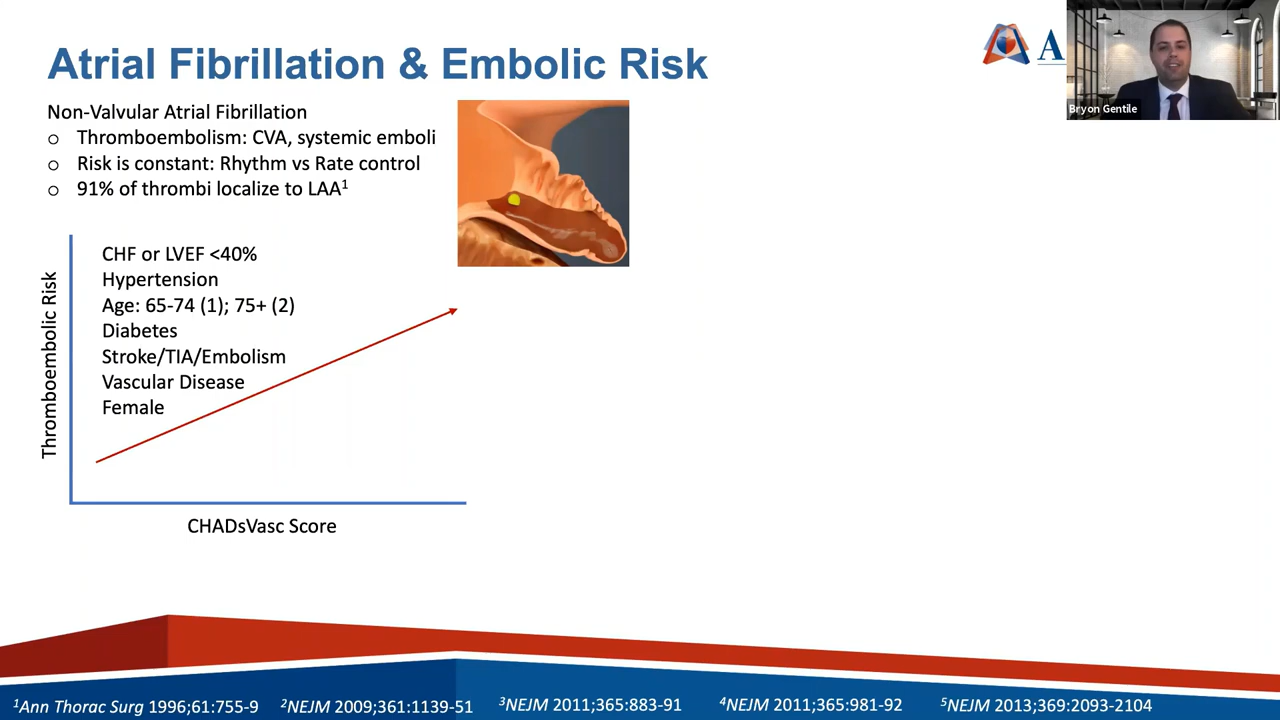 Atrial Fibrillation & Embolic Risk
A
Bryon Gentile
Non-Valvular Atrial Fibrillation
o Thromboembolism: CVA, systemic emboli
o Risk is constant: Rhythm vs Rate control
o 91% of thrombi localize to LAA¹
Thromboembolic Risk
CHF or LVEF <40%
Hypertension
Age: 65-74 (1); 75+ (2)
Diabetes
Stroke/TIA/Embolism
Vascular Disease
Female
CHADsVasc Score
¹Ann Thorac Surg 1996;61:755-9 ²NEJM 2009;361:1139-51 ³NEJM 2011;365:883-91 ⁴NEJM 2011;365:981-92 ⁵NEJM 2013;369:2093-2104